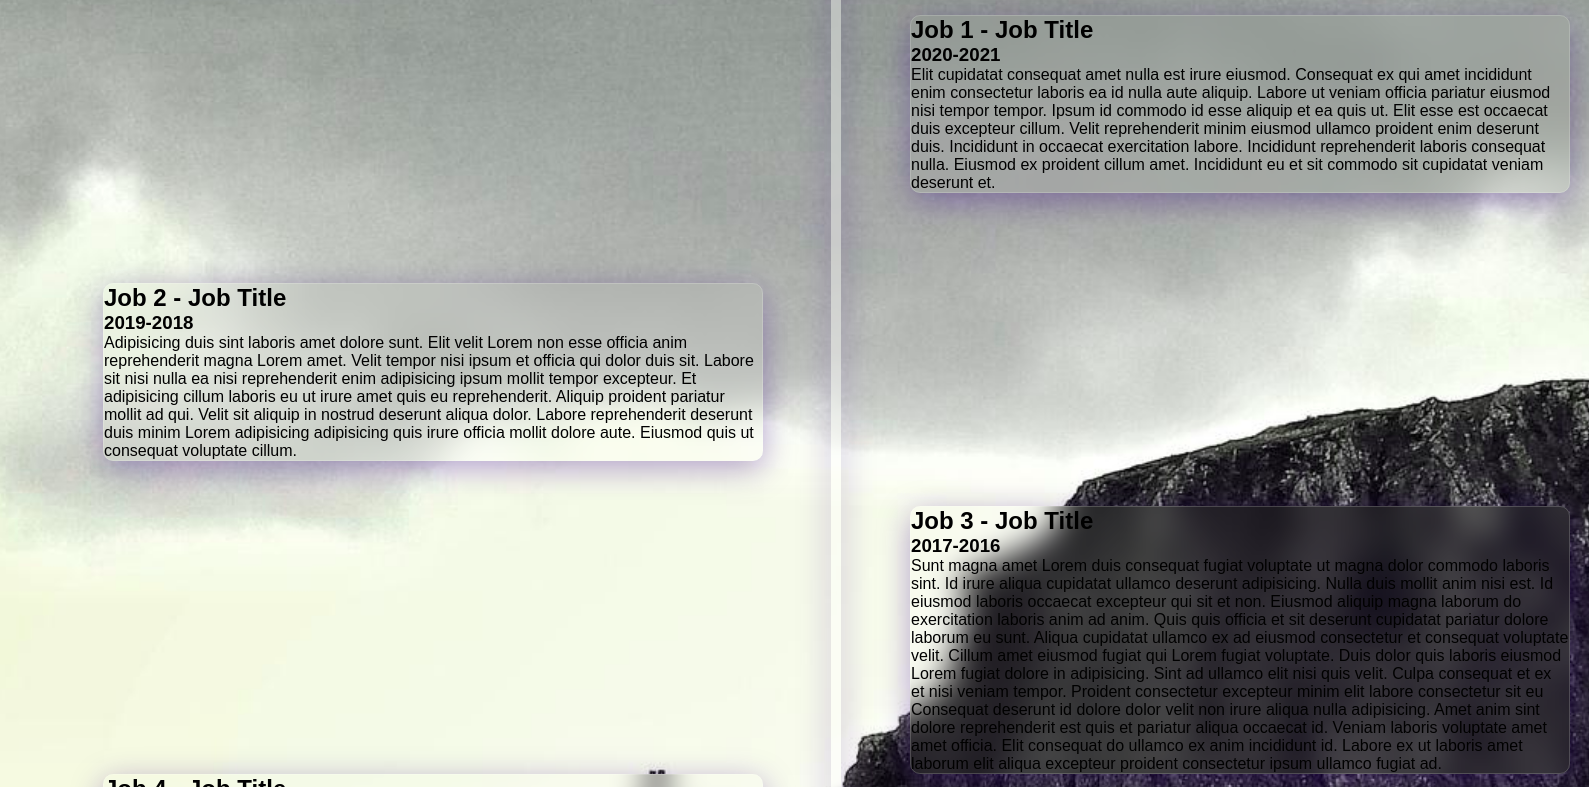 Job 1 - Job Title
2020-2021
Elit cupidatat consequat amet nulla est irure eiusmod. Consequat ex qui amet incididunt
enim consectetur laboris ea id nulla aute aliquip. Labore ut veniam officia pariatur eiusmod
nisi tempor tempor. Ipsum id commodo id esse aliquip et ea quis ut. Elit esse est occaecat
duis excepteur cillum. Velit reprehenderit minim eiusmod ullamco proident enim deserunt
duis. Incididunt in occaecat exercitation labore. Incididunt reprehenderit laboris consequat
nulla. Eiusmod ex proident cillum amet. Incididunt eu et sit commodo sit cupidatat veniam
deserunt et.
Job 2 - Job Title
2019-2018
Adipisicing duis sint laboris amet dolore sunt. Elit velit Lorem non esse officia anim
reprehenderit magna Lorem amet. Velit tempor nisi ipsum et officia qui dolor duis sit. Labore
sit nisi nulla ea nisi reprehenderit enim adipisicing ipsum mollit tempor excepteur. Et
adipisicing cillum laboris eu ut irure amet quis eu reprehenderit. Aliquip proident pariatur
mollit ad qui. Velit sit aliquip in nostrud deserunt aliqua dolor. Labore reprehenderit deserunt
duis minim Lorem adipisicing adipisicing quis irure officia mollit dolore aute. Eiusmod quis ut
consequat voluptate cillum.
Job 3 - Job Title
2017-2016
Sunt magna amet Lorem duis consequat fugiat voluptate ut magna dolor commodo laboris
sint. Id irure aliqua cupidatat ullamco deserunt adipisicing. Nulla duis mollit anim nisi est. Id
eiusmod laboris occaecat excepteur qui sit et non. Eiusmod aliquip magna laborum do
exercitation laboris anim ad anim. Quis quis officia et sit deserunt cupidatat pariatur dolore
laborum eu sunt. Aliqua cupidatat ullamco ex ad eiusmod consectetur et consequat voluptate
velit. Cillum amet eiusmod fugiat qui Lorem fugiat voluptate. Duis dolor quis laboris eiusmod
Lorem fugiat dolore in adipisicing. Sint ad ullamco elit nisi quis velit. Culpa consequat et ex
et nisi veniam tempor. Proident consectetur excepteur minim elit labore consectetur sit eu
Consequat deserunt id dolore dolor velit non irure aliqua nulla adipisicing. Amet anim sint
dolore reprehenderit est quis et pariatur aliqua occaecat id. Veniam laboris voluptate amet
amet officia. Elit consequat do ullamco ex anim incididunt id. Labore ex ut laboris amet
laborum elit aliqua excepteur proident consectetur ipsum ullamco fugiat ad.
Job 4 - Job Title